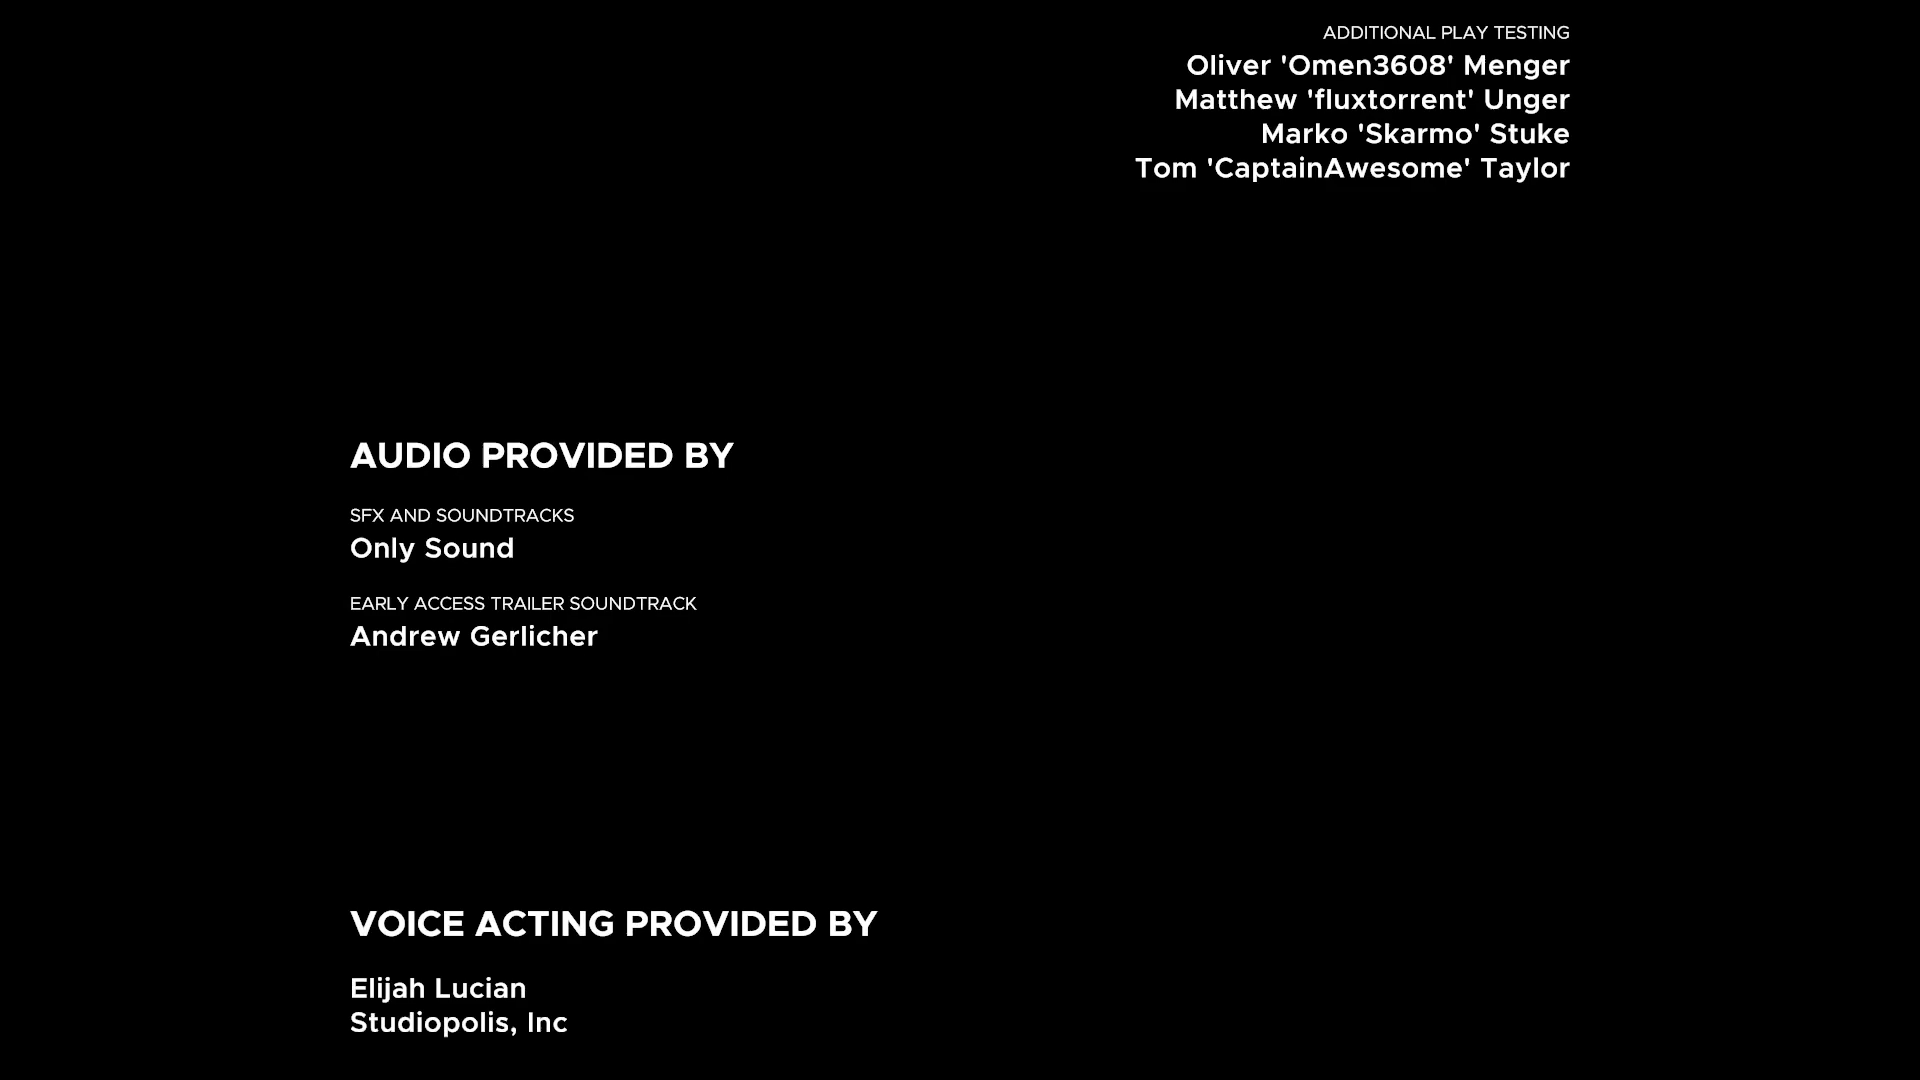 ADDITIONAL PLAY TESTING
Oliver 'Omen3608' Menger
Matthew 'fluxtorrent' Unger
Marko 'Skarmo' Stuke
Tom 'CaptainAwesome' Taylor
AUDIO PROVIDED BY
SFX AND SOUNDTRACKS
Only Sound
EARLY ACCESS TRAILER SOUNDTRACK
Andrew Gerlicher
VOICE ACTING PROVIDED BY
Elijah Lucian
Studiopolis, Inc